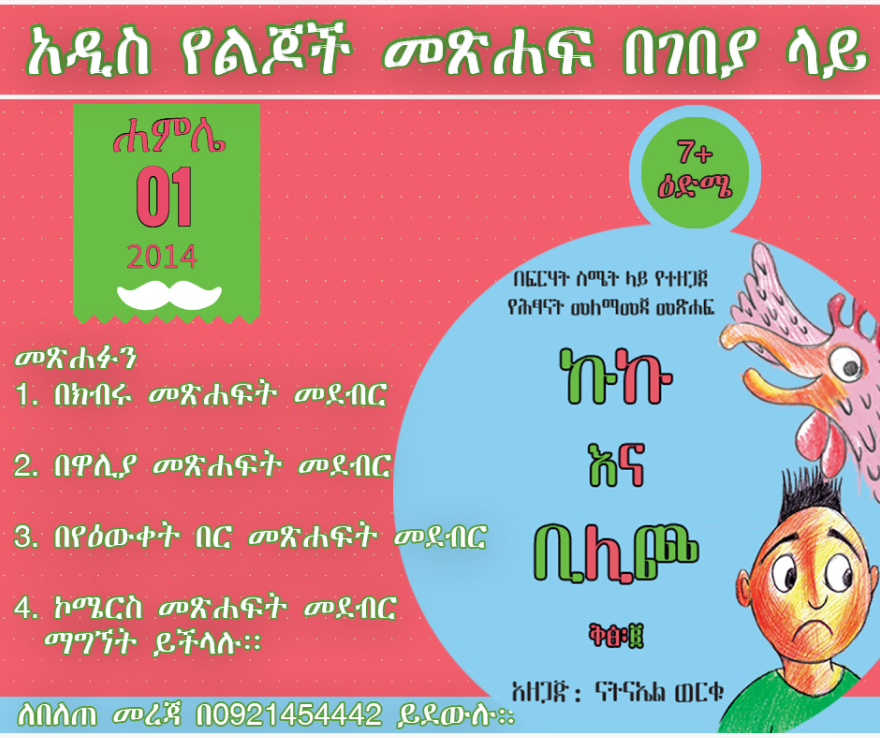 አዲስ የልጆች መጽሐፍ በገበያ ላይ
ሐምሌ
01
2014
7+
ዕድሜ
በፍርሃት ስሜት ላይ የተዘጋጀ
የሕፃናት መለማመጃ መጽሐፍ
ኩኩ
እና
ቢሊጮ
ቅፅ፡
አዘጋጅ፡ ናትናኤል ወርቁ
መጽሐፉን
1. በክብሩ መጽሐፍት መደብር
2. በዋሊያ መጽሐፍት መደብር
3. በየዕውቀት በር መጽሐፍት መደብር
4. ኮሜርስ መጽሐፍት መደብር
ማግኘት ይችላሉ።
ለበለጠ መረጃ በ0921454442 ይደውሉ።